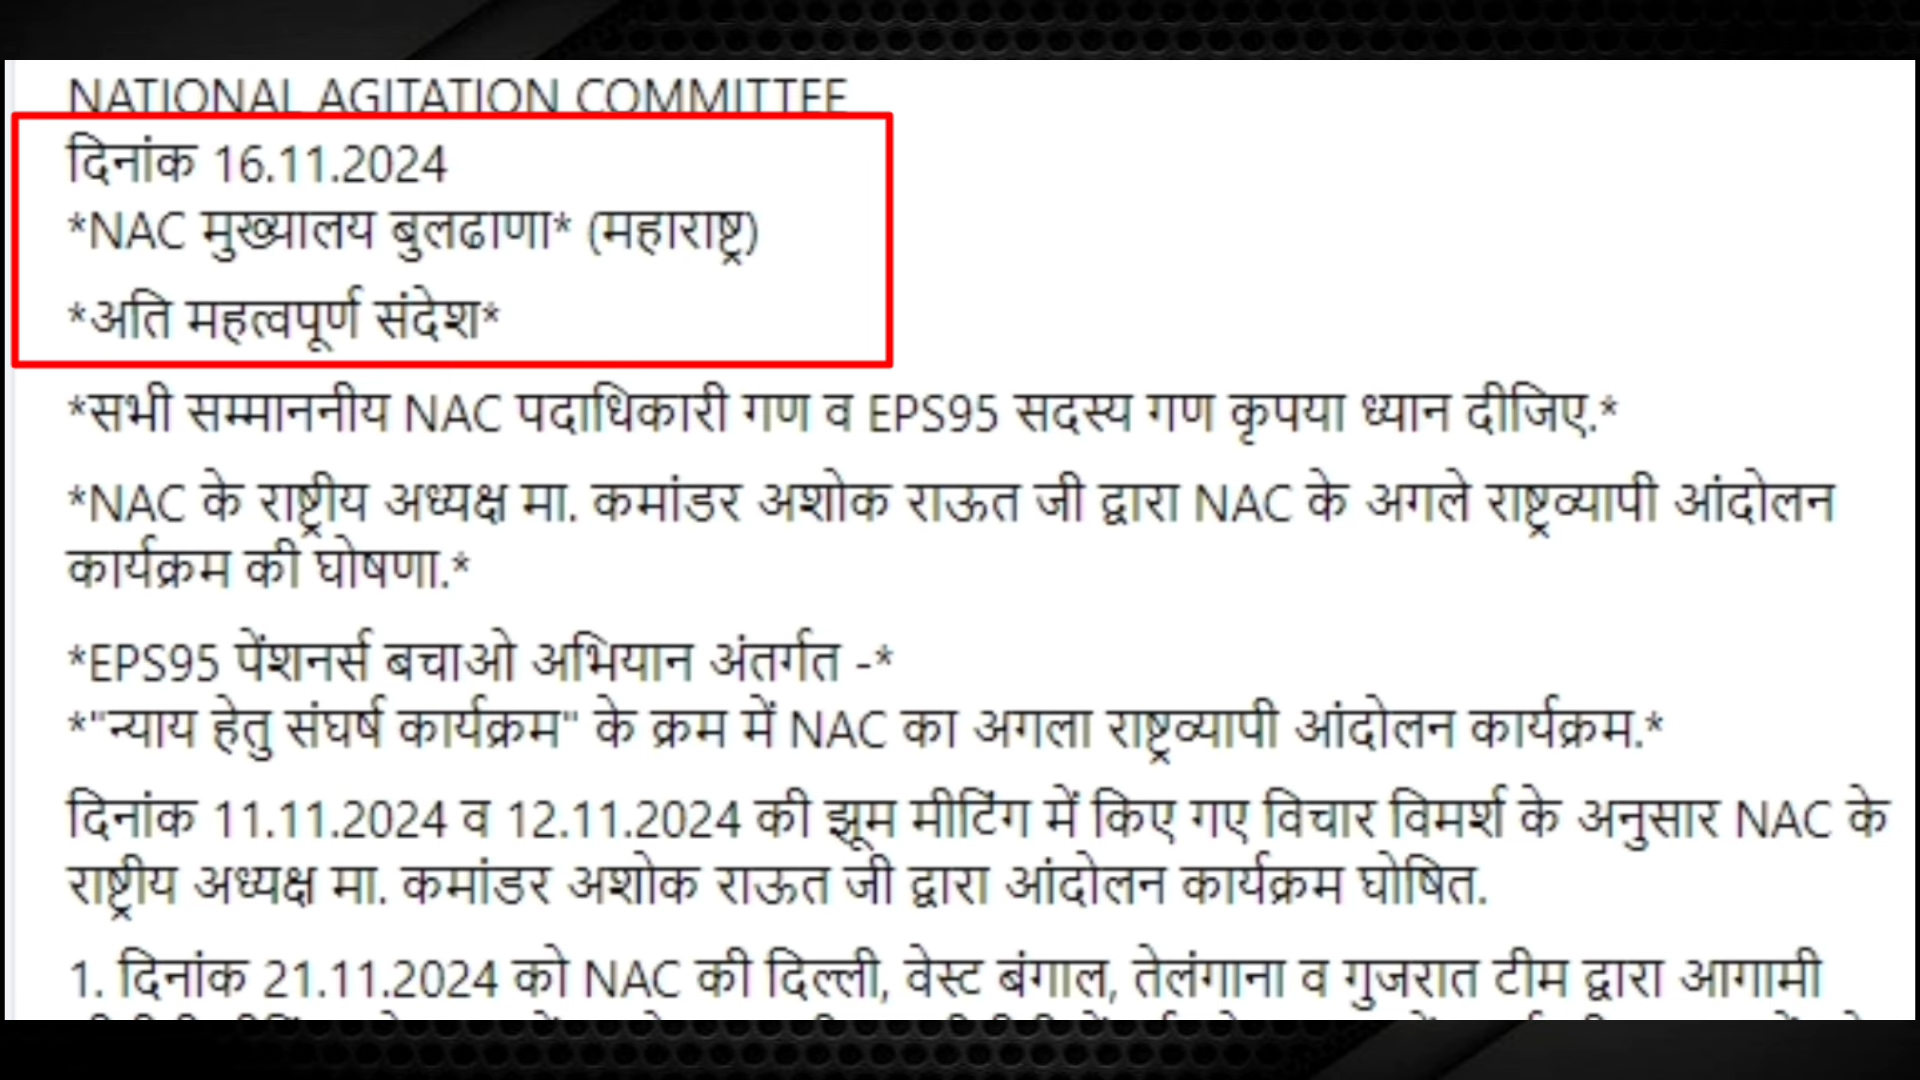 NATIONAL AGITATION COMMITTEE
दिनांक 16.11.2024
*NAC मुख्यालय बुलढाणा* (महाराष्ट्र)
*अति महत्वपूर्ण संदेश*
*सभी सम्माननीय NAC पदाधिकारी गण व EPS95 सदस्य गण कृपया ध्यान दीजिए.*
*NAC के राष्ट्रीय अध्यक्ष मा. कमांडर अशोक राऊत जी द्वारा NAC के अगले राष्ट्रव्यापी आंदोलन
कार्यक्रम की घोषणा.*
*EPS95 पेंशनर्स बचाओ अभियान अंतर्गत -*
*"न्याय हेतु संघर्ष कार्यक्रम" के क्रम में NAC का अगला राष्ट्रव्यापी आंदोलन कार्यक्रम.*
दिनांक 11.11.2024 व 12.11.2024 की झूम मीटिंग में किए गए विचार विमर्श के अनुसार NAC के
राष्ट्रीय अध्यक्ष मा. कमांडर अशोक राऊत जी द्वारा आंदोलन कार्यक्रम घोषित.
1. दिनांक 21.11.2024 को NAC की दिल्ली, वेस्ट बंगाल, तेलंगाना व गुजरात टीम द्वारा आगामी